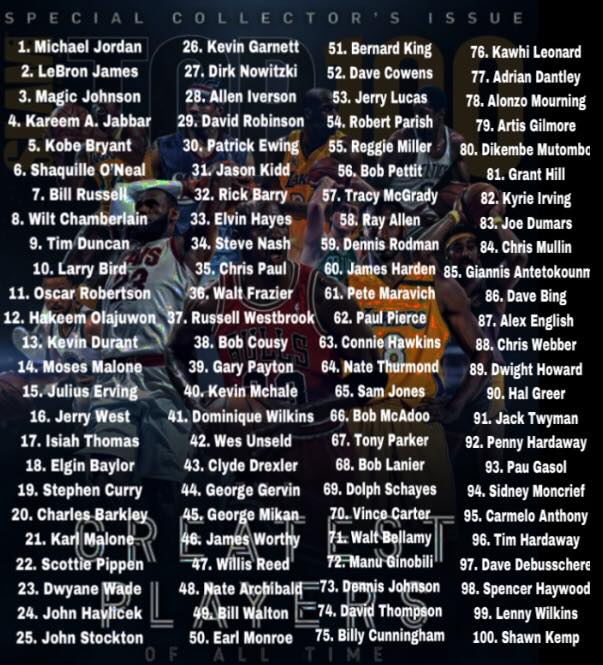 SPECIAL COLLECTOR'S ISSUE
1. Michael Jordan
2. LeBron James
3. Magic Johnson
4. Kareem A. Jabbar
5. Kobe Bryant
6. Shaquille O'Neal
7. Bill Russell
8. Wilt Chamberlain
9. Tim Duncan
10. Larry Bird
11. Oscar Robertson
12. Hakeem Olajuwon
13. Kevin Durant
14. Moses Malone
15. Julius Erving
16. Jerry West
17. Isiah Thomas
18. Elgin Baylor
19. Stephen Curry
20. Charles Barkley
21. Karl Malone
22. Scottie Pippen
23. Dwyane Wade
24. John Havlicek
25. John Stockton
26. Kevin Garnett
27. Dirk Nowitzki
28. Allen Iverson
29. David Robinson
30. Patrick Ewing
31. Jason Kidd
32. Rick Barry
33. Elvin Hayes
34. Steve Nash
35. Chris Paul
36. Walt Frazier
37. Russell Westbrook
38. Bob Cousy
39. Gary Payton
40. Kevin Mchale
41. Dominique Wilkins
42. Wes Unseld
43. Clyde Drexler
44. George Gervin
45. George Mikan
46. James Worthy
47. Willis Reed
48. Nate Archibald
49. Bill Walton
50. Earl Monroe
51. Bernard King
52. Dave Cowens
53. Jerry Lucas
54. Robert Parish
55. Reggie Miller
56. Bob Pettit
57. Tracy McGrady
58. Ray Allen
59. Dennis Rodman
60. James Harden
61. Pete Maravich
62. Paul Pierce
63. Connie Hawkins
64. Nate Thurmond
65. Sam Jones
66. Bob McAdoo
67. Tony Parker
68. Bob Lanier
69. Dolph Schayes
70. Vince Carter
71. Walt Bellamy
72. Manu Ginobili
73. Dennis Johnson
74. David Thompson
75. Billy Cunningham
76. Kawhi Leonard
77. Adrian Dantley
78. Alonzo Mourning
79. Artis Gilmore
80. Dikembe Mutombo
81. Grant Hill
82. Kyrie Irving
83. Joe Dumars
84. Chris Mullin
85. Giannis Antetokounm
86. Dave Bing
87. Alex English
88. Chris Webber
89. Dwight Howard
90. Hal Greer
91. Jack Twyman
92. Penny Hardaway
93. Pau Gasol
94. Sidney Moncrief
95. Carmelo Anthony
96. Tim Hardaway
97. Dave Debusschere
98. Spencer Haywood
99. Lenny Wilkins
100. Shawn Kemp
TOP 100
BULLS
GREATEST
PLAYERS
OF ALL TIME